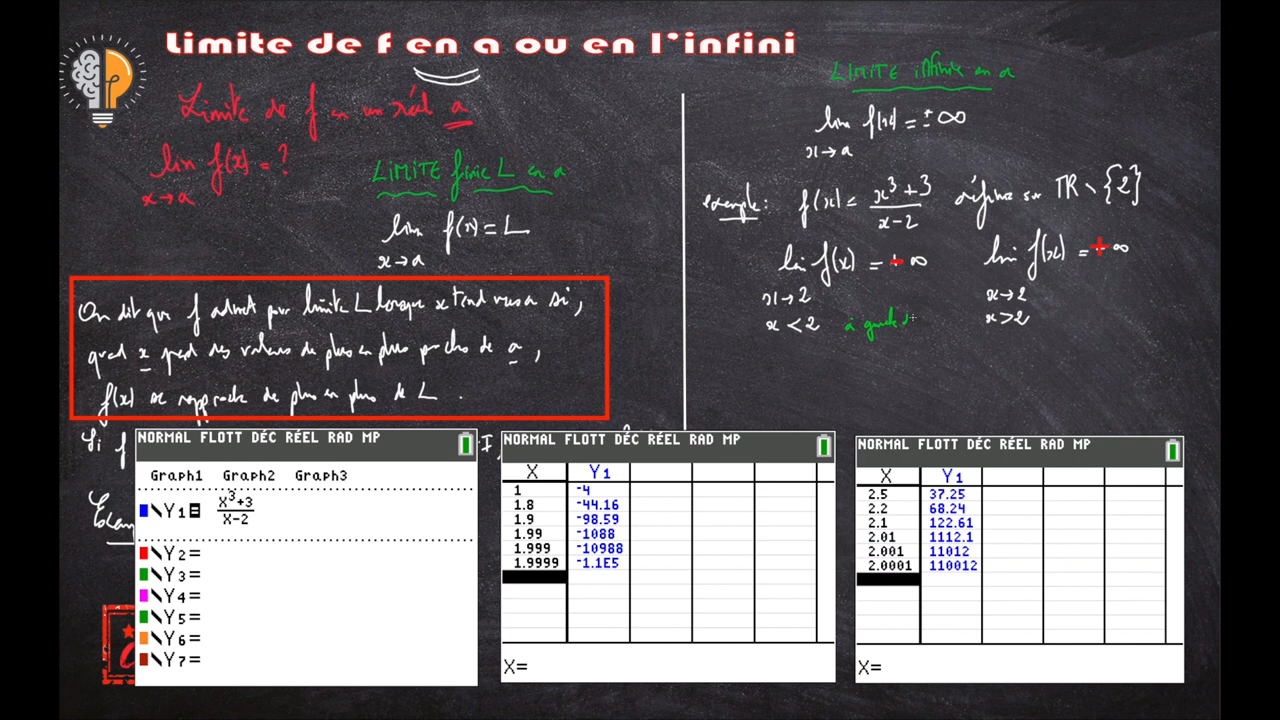 Limite de f en a ou en l'infini
Limite de f en un réel a
lim f(x) = ?
x→a
LIMITE finie L en a
lim f(x) = L
x→a
On dit que f admet pour limite L lorsque x tend vers a si,
quand x prend des valeurs de plus en plus proches de a,
f(x) se rapproche de plus en plus de L.
Si f
I,
Exam
LIMITE infinie en a
lim f(x) = ±∞
x→a
exemple: f(x) = (x³+3)/(x-2) définie sur ℝ \ {2}
lim f(x) = -∞ lim f(x) = +∞
x→2 x→2
x<2 à gauche x>2
NORMAL FLOTT DÉC RÉEL RAD MP
Graph1 Graph2 Graph3
\Y1= (X³+3)/(X-2)
\Y2=
\Y3=
\Y4=
\Y5=
\Y6=
\Y7=
NORMAL FLOTT DÉC RÉEL RAD MP
X Y1
1 -4
1.8 -44.16
1.9 -98.59
1.99 -1088
1.999 -10988
1.9999 -1.1E5
X=
NORMAL FLOTT DEC RÉEL RAD MP
X Y1
2.5 37.25
2.2 68.24
2.1 122.61
2.01 1112.1
2.001 11012
2.0001 110012
X=